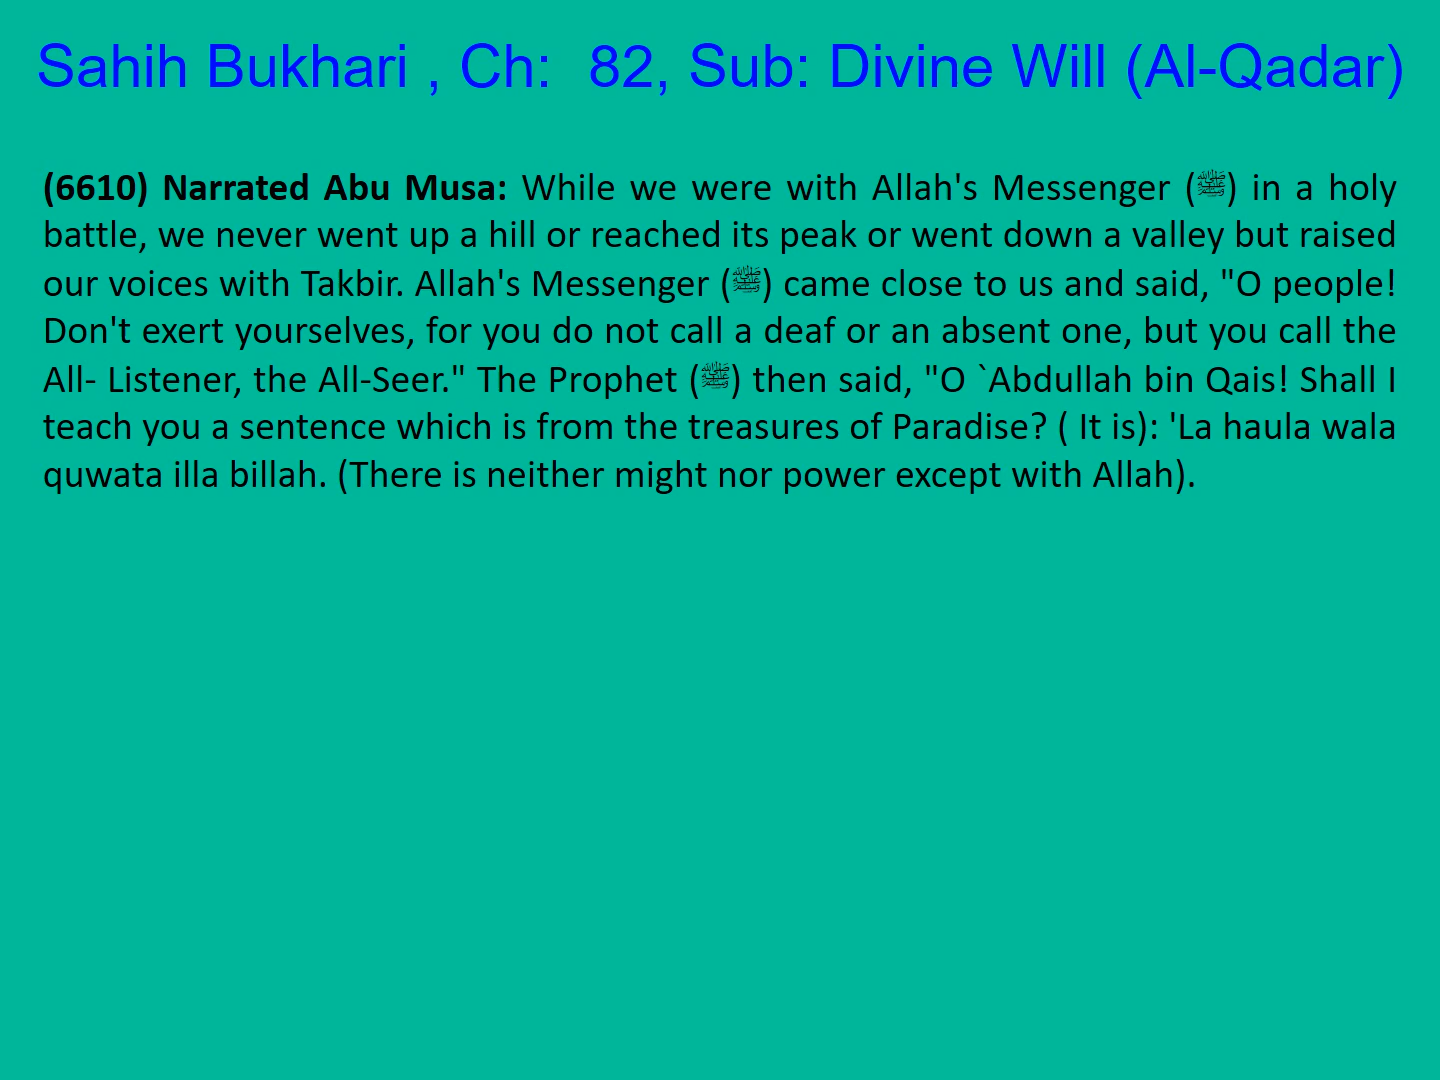 Sahih Bukhari , Ch:  82, Sub: Divine Will (Al-Qadar)
(6610) Narrated Abu Musa: While we were with Allah's Messenger (ﷺ) in a holy
battle, we never went up a hill or reached its peak or went down a valley but raised
our voices with Takbir. Allah's Messenger (ﷺ) came close to us and said, "O people!
Don't exert yourselves, for you do not call a deaf or an absent one, but you call the
All- Listener, the All-Seer." The Prophet (ﷺ) then said, "O `Abdullah bin Qais! Shall I
teach you a sentence which is from the treasures of Paradise? ( It is): 'La haula wala
quwata illa billah. (There is neither might nor power except with Allah).